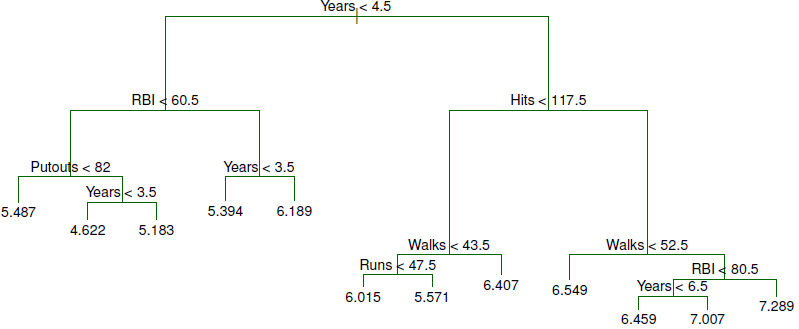 Years < 4.5
RBI < 60.5
Hits < 117.5
Putouts < 82
Years < 3.5
5.487
Years < 3.5
4.622
5.183
5.394
6.189
Walks < 43.5
Walks < 52.5
Runs < 47.5
RBI < 80.5
6.015
5.571
6.407
6.549
Years < 6.5
6.459
7.007
7.289